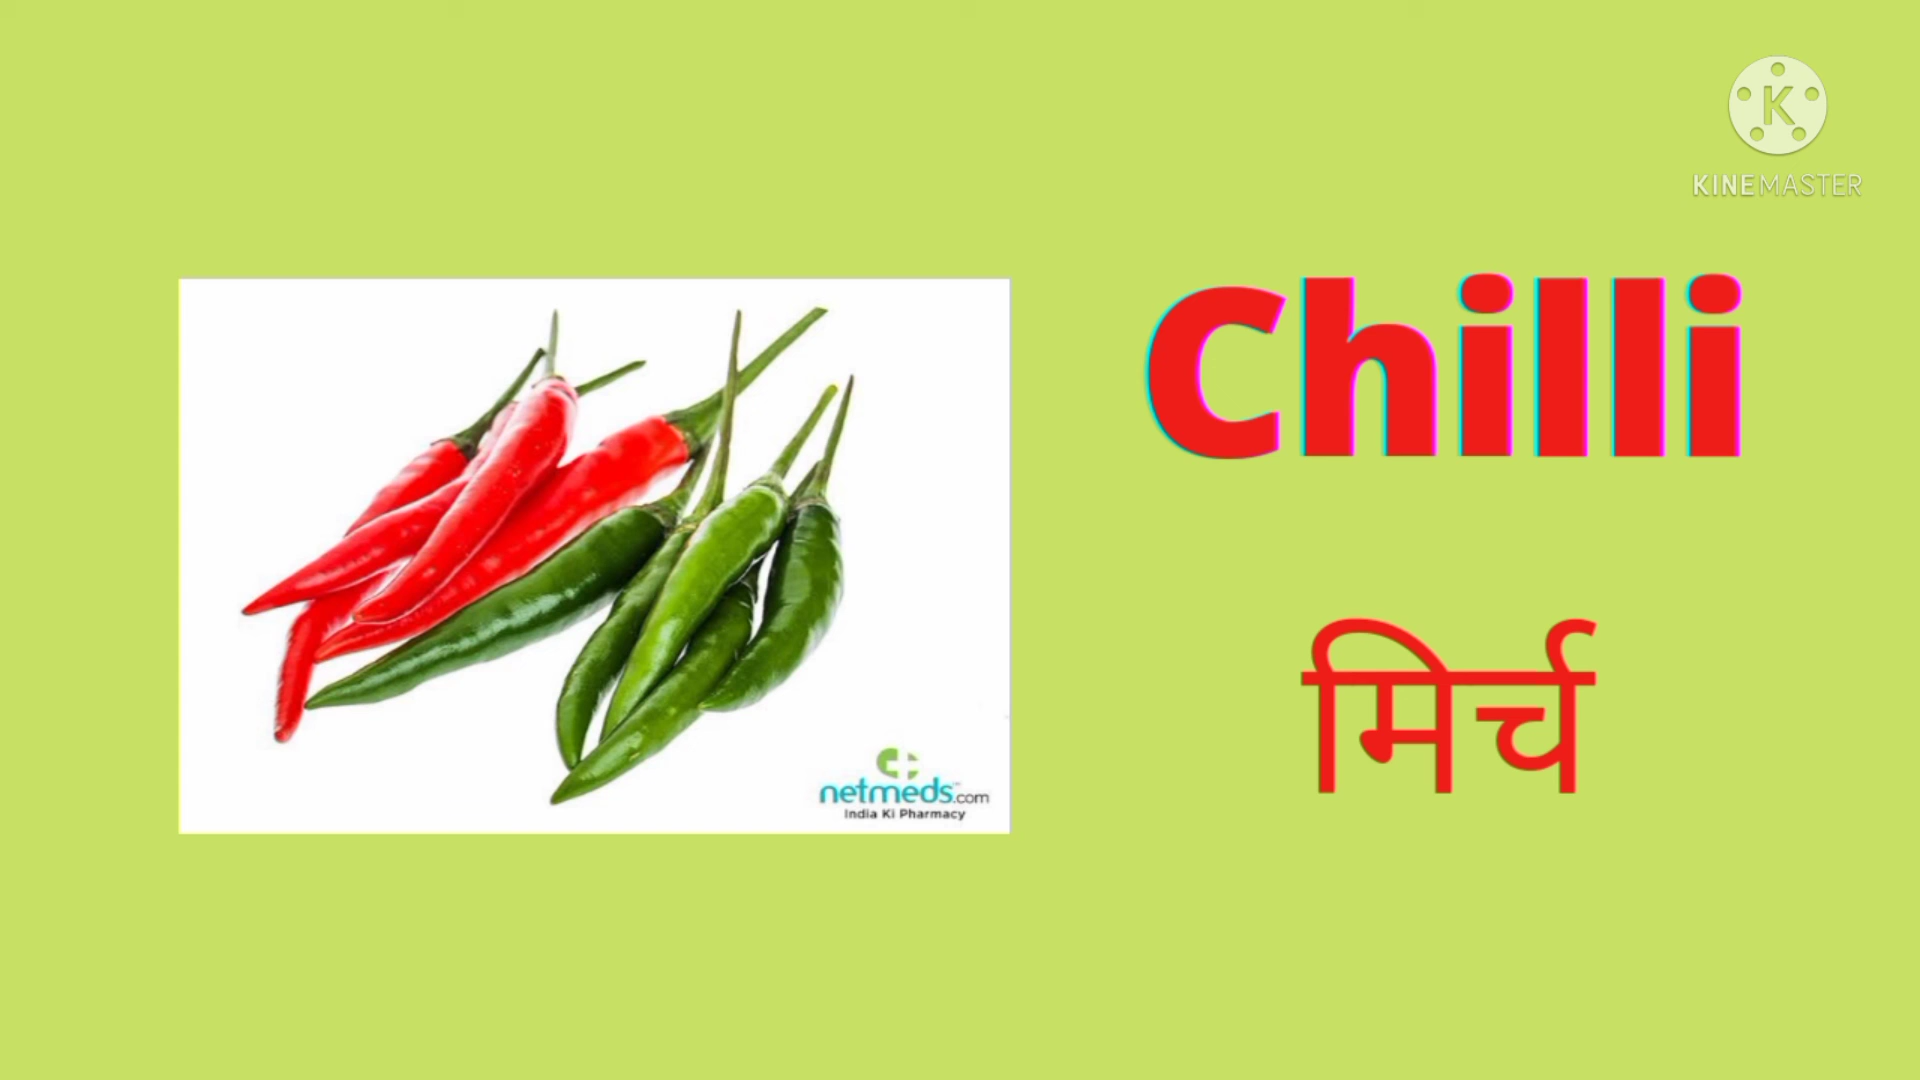 K
KINEMASTER
Chilli
मिर्च
netmeds.com
India Ki Pharmacy